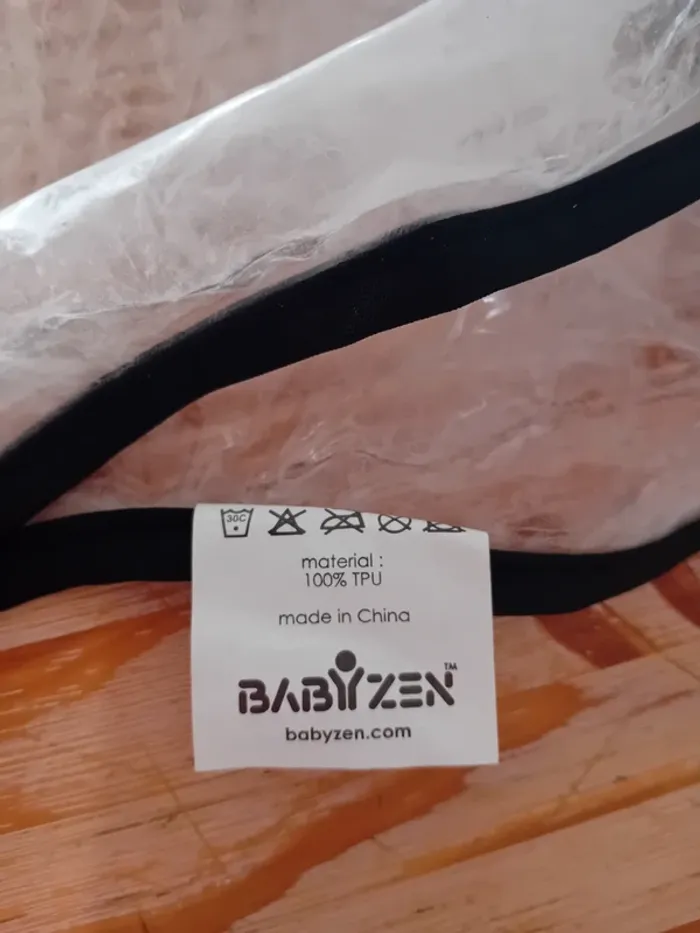 30C
material :
100% TPU
made in China
BABYZEN™
babyzen.com